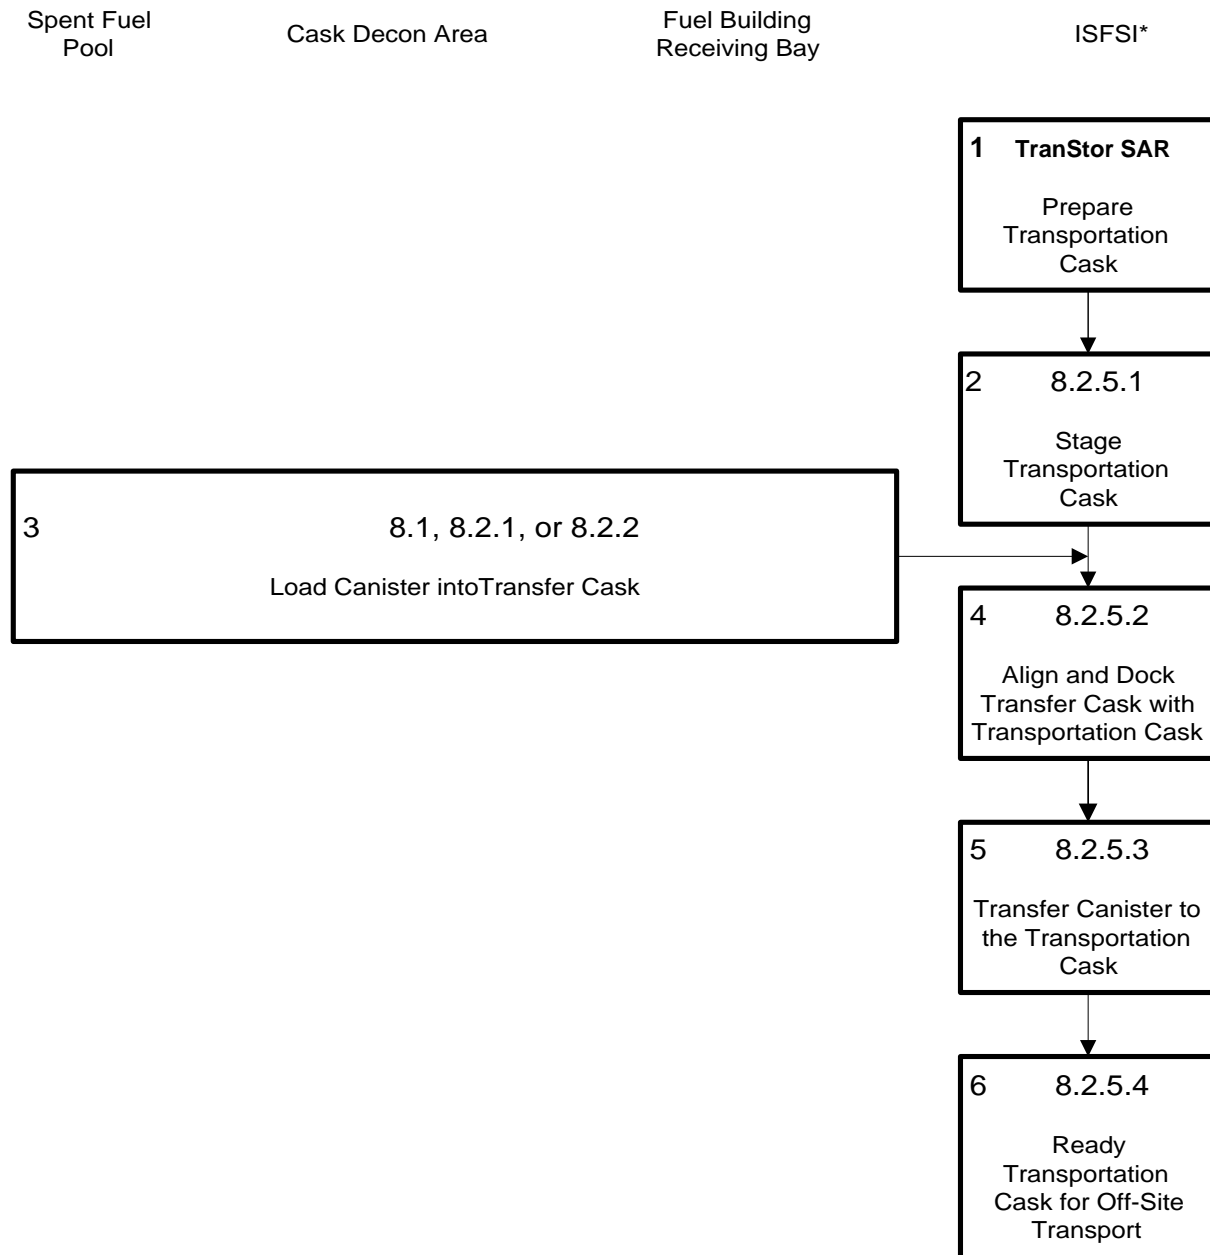 Spent Fuel
Pool
Cask Decon Area
Fuel Building
Receiving Bay
ISFSI*
1 TranStor SAR
Prepare
Transportation
Cask
2 8.2.5.1
Stage
Transportation
Cask
3 8.1, 8.2.1, or 8.2.2
Load Canister intoTransfer Cask
4 8.2.5.2
Align and Dock
Transfer Cask with
Transportation Cask
5 8.2.5.3
Transfer Canister to
the Transportation
Cask
6 8.2.5.4
Ready
Transportation
Cask for Off-Site
Transport